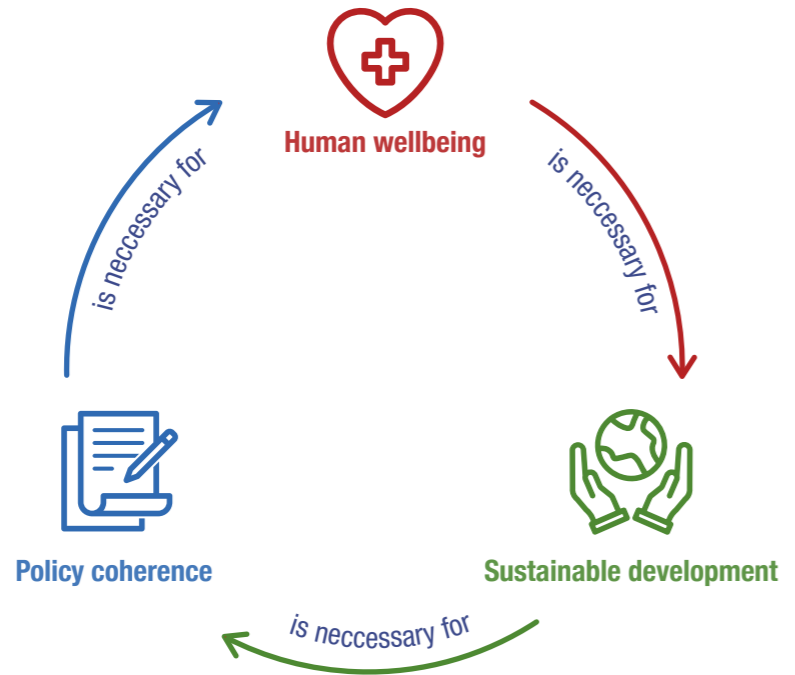 Human wellbeing
is neccessary for
is neccessary for
Policy coherence
Sustainable development
is neccessary for